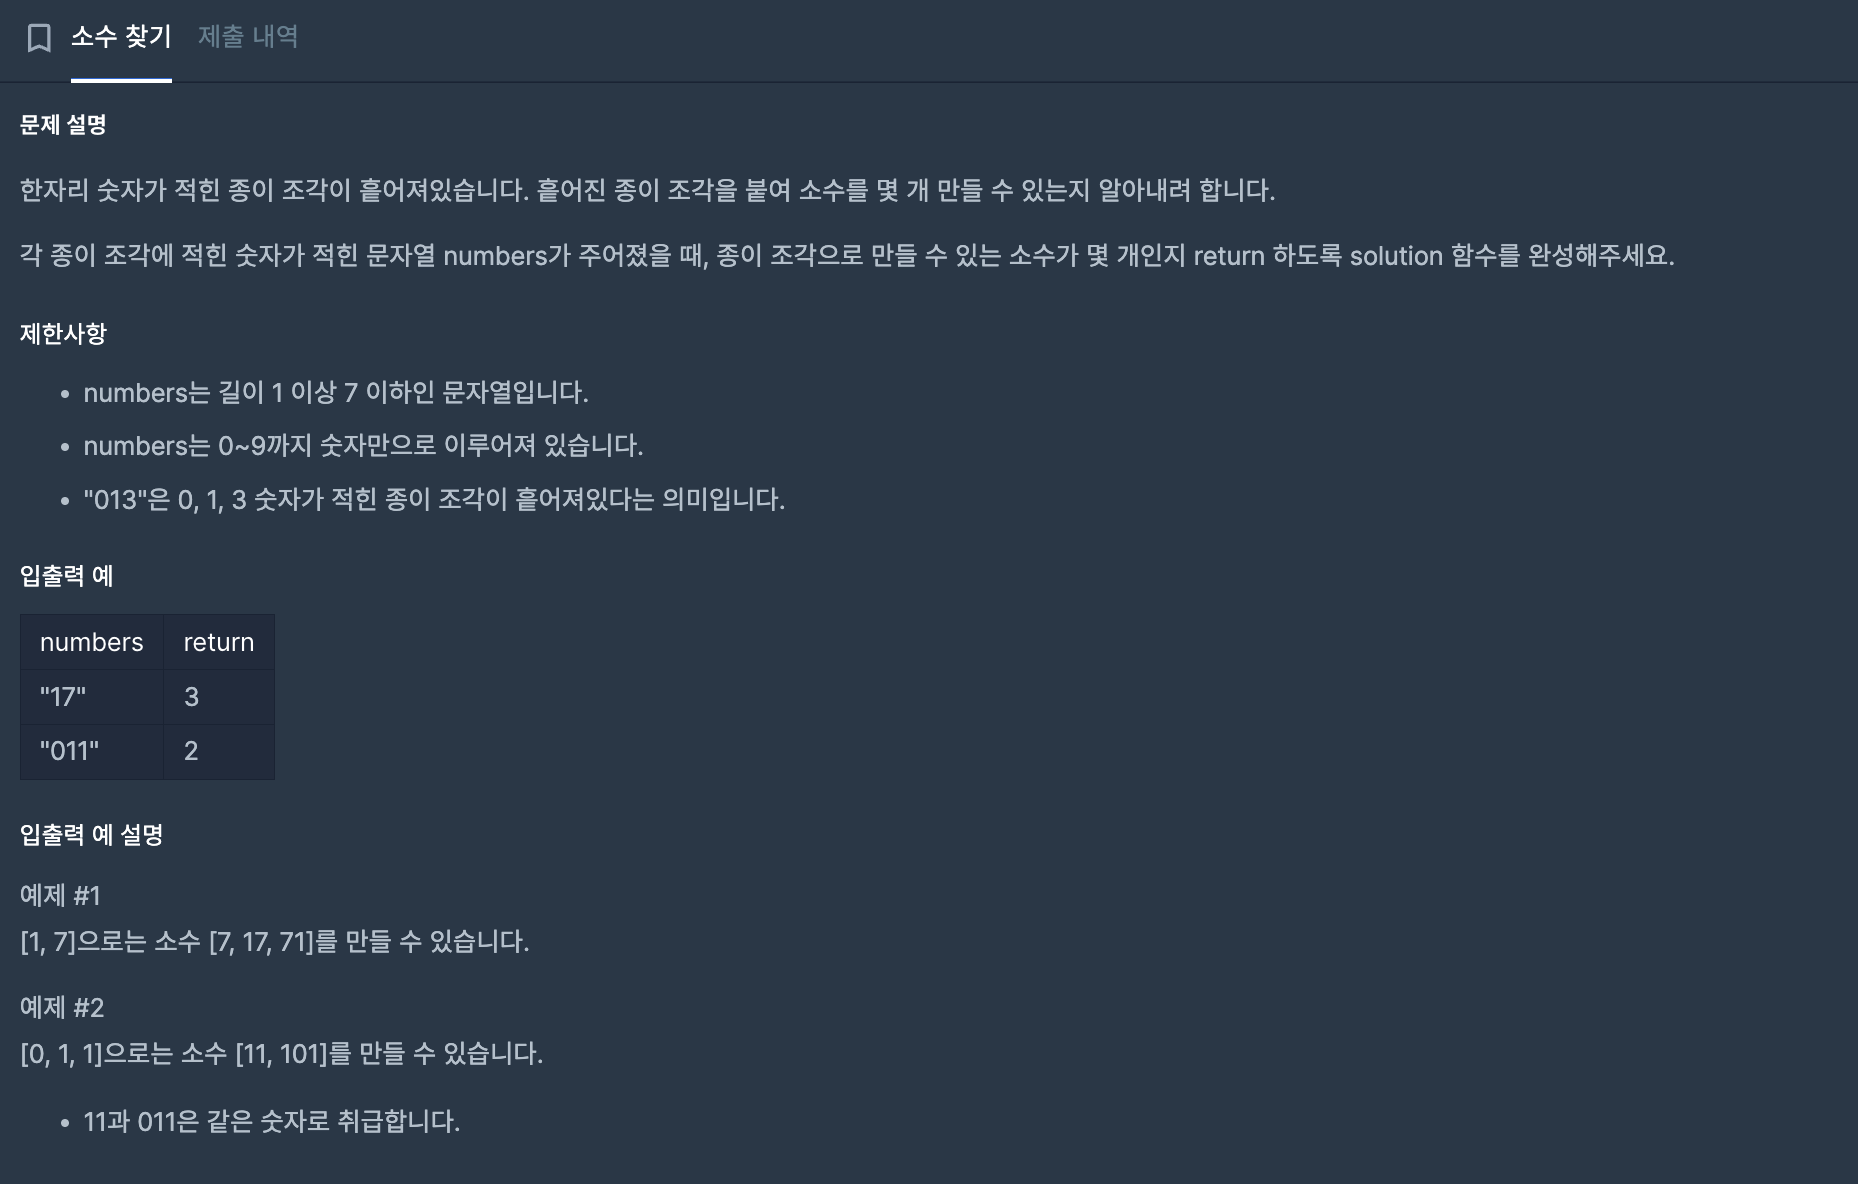 소수 찾기 제출 내역
문제 설명
한자리 숫자가 적힌 종이 조각이 흩어져있습니다. 흩어진 종이 조각을 붙여 소수를 몇 개 만들 수 있는지 알아내려 합니다.
각 종이 조각에 적힌 숫자가 적힌 문자열 numbers가 주어졌을 때, 종이 조각으로 만들 수 있는 소수가 몇 개인지 return 하도록 solution 함수를 완성해주세요.
제한사항
• numbers는 길이 1 이상 7 이하인 문자열입니다.
• numbers는 0~9까지 숫자만으로 이루어져 있습니다.
• "013"은 0, 1, 3 숫자가 적힌 종이 조각이 흩어져있다는 의미입니다.
입출력 예
numbers return
"17" 3
"011" 2
입출력 예 설명
예제 #1
[1, 7]으로는 소수 [7, 17, 71]를 만들 수 있습니다.
예제 #2
[0, 1, 1]으로는 소수 [11, 101]를 만들 수 있습니다.
• 11과 011은 같은 숫자로 취급합니다.